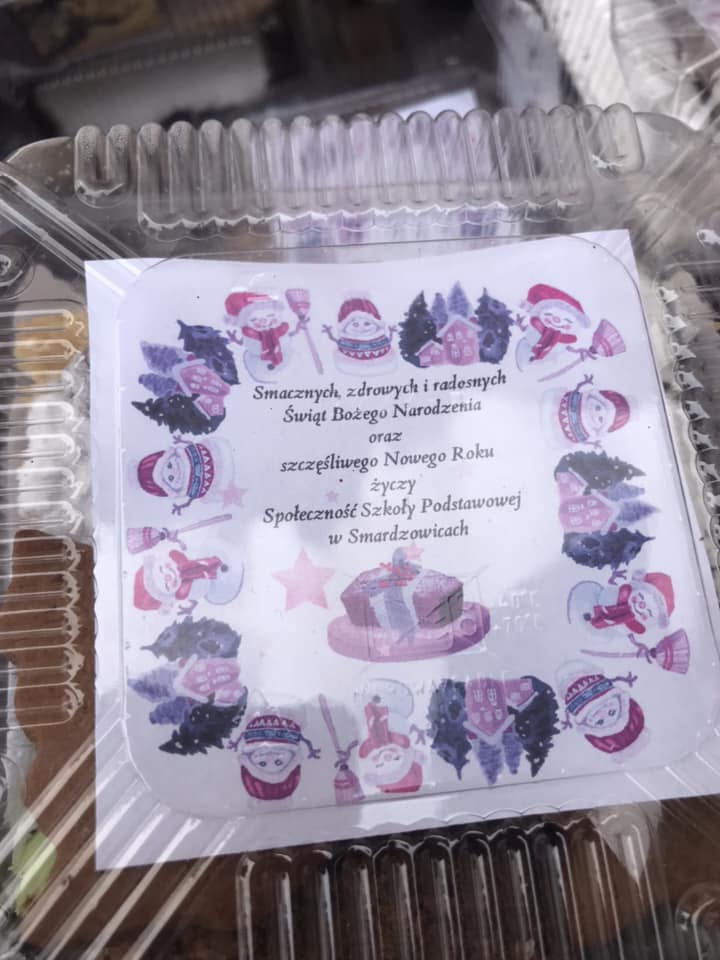 Smacznych, zdrowych i radosnych
Świąt Bożego Narodzenia
oraz
szczęśliwego Nowego Roku
życzy
Społeczność Szkoły Podstawowej
w Smardzowicach